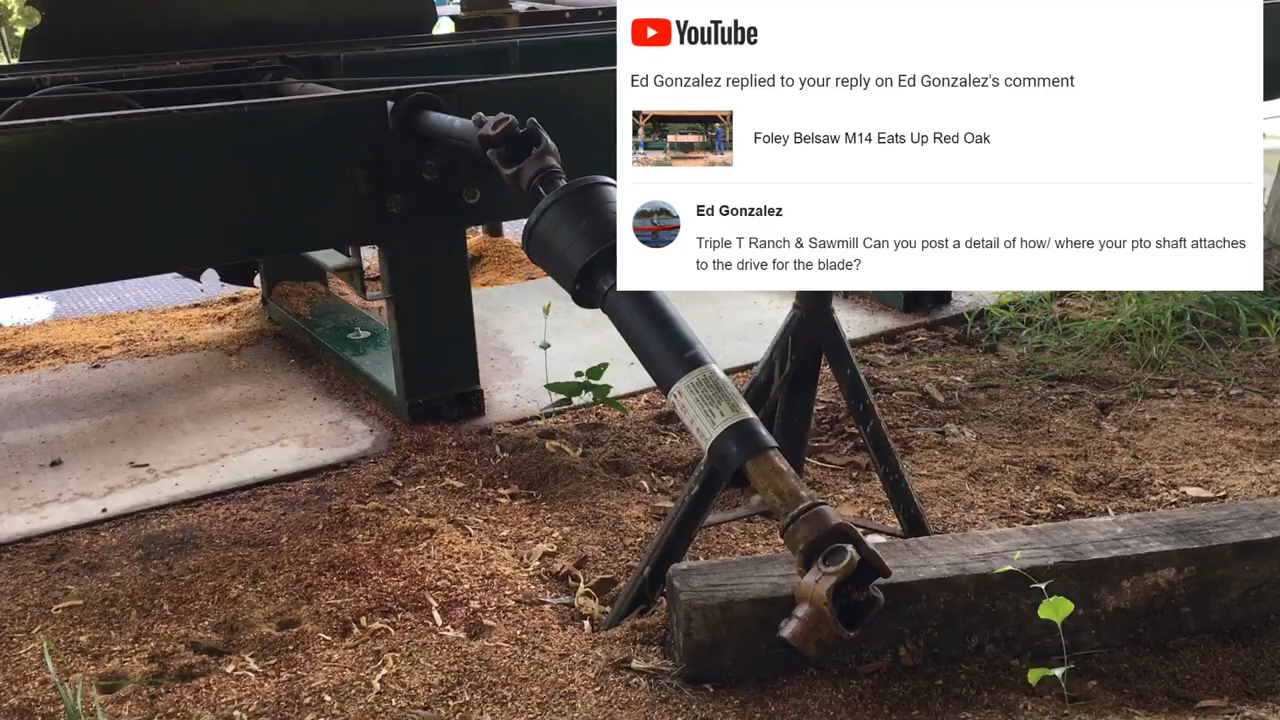 YouTube
Ed Gonzalez replied to your reply on Ed Gonzalez's comment
Foley Belsaw M14 Eats Up Red Oak
Ed Gonzalez
Triple T Ranch & Sawmill Can you post a detail of how/ where your pto shaft attaches
to the drive for the blade?